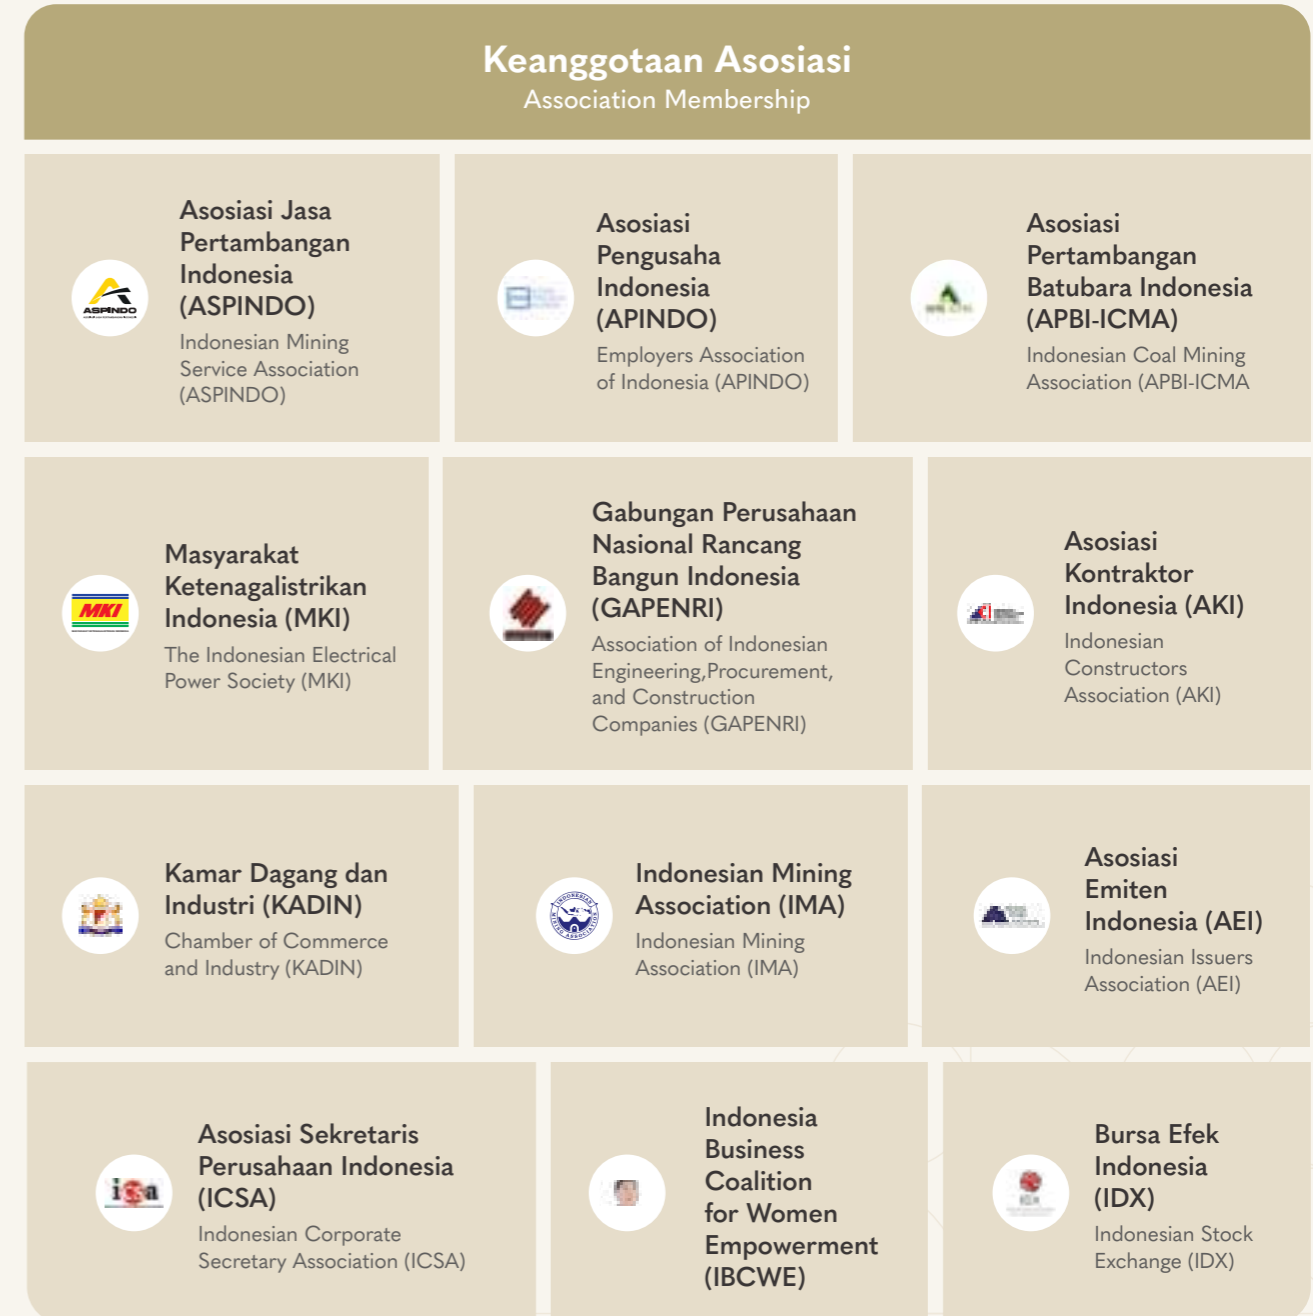 Keanggotaan Asosiasi
Association Membership
Asosiasi Jasa
Pertambangan
Indonesia
(ASPINDO)
Indonesian Mining
Service Association
(ASPINDO)
ASPINDO
Asosiasi
Pengusaha
Indonesia
(APINDO)
Employers Association
of Indonesia (APINDO)
Asosiasi
Pertambangan
Batubara Indonesia
(APBI-ICMA)
Indonesian Coal Mining
Association (APBI-ICMA
MKI
Masyarakat
Ketenagalistrikan
Indonesia (MKI)
The Indonesian Electrical
Power Society (MKI)
Gabungan Perusahaan
Nasional Rancang
Bangun Indonesia
(GAPENRI)
Association of Indonesian
Engineering,Procurement,
and Construction
Companies (GAPENRI)
Asosiasi
Kontraktor
Indonesia (AKI)
Indonesian
Constructors
Association (AKI)
Kamar Dagang dan
Industri (KADIN)
Chamber of Commerce
and Industry (KADIN)
INDONESIAN
MINING ASSOCIATION
Indonesian Mining
Association (IMA)
Indonesian Mining
Association (IMA)
Asosiasi
Emiten
Indonesia (AEI)
Indonesian Issuers
Association (AEI)
icsa
Asosiasi Sekretaris
Perusahaan Indonesia
(ICSA)
Indonesian Corporate
Secretary Association (ICSA)
Indonesia
Business
Coalition
for Women
Empowerment
(IBCWE)
IDX
Bursa Efek
Indonesia
(IDX)
Indonesian Stock
Exchange (IDX)